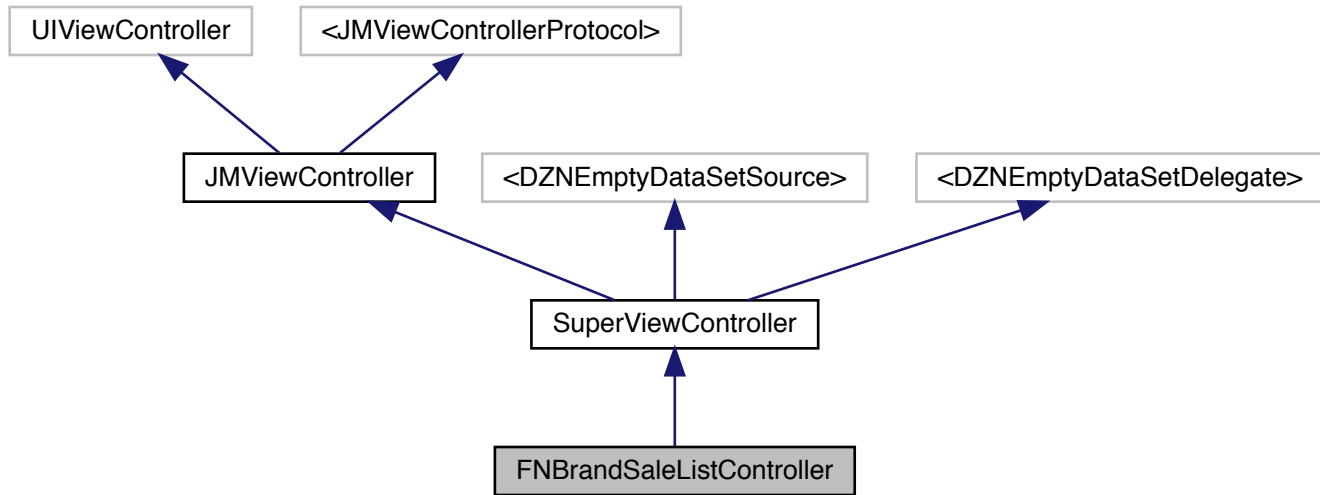 UIViewController
<JMViewControllerProtocol>
JMViewController
<DZNEmptyDataSetSource>
<DZNEmptyDataSetDelegate>
SuperViewController
FNBrandSaleListController